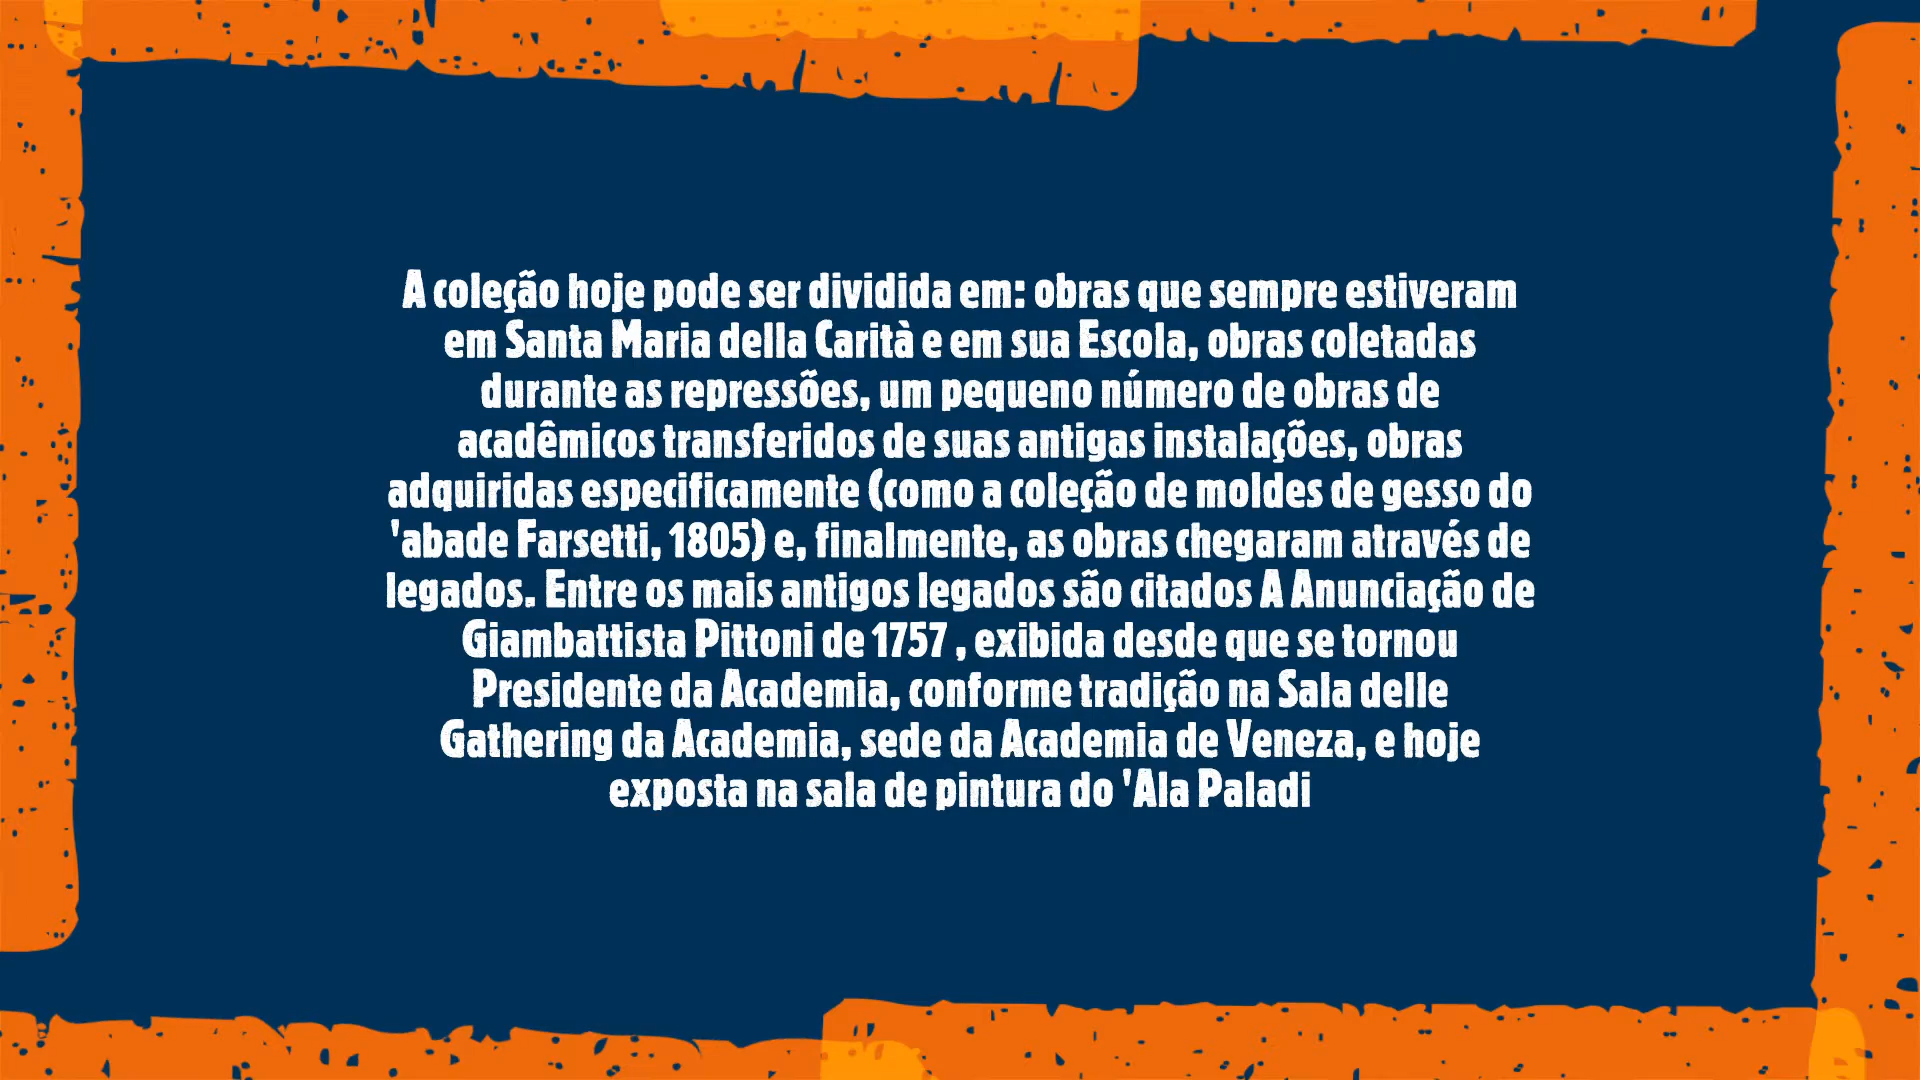 A coleção hoje pode ser dividida em: obras que sempre estiveram
em Santa Maria della Carità e em sua Escola, obras coletadas
durante as repressões, um pequeno número de obras de
acadêmicos transferidos de suas antigas instalações, obras
adquiridas especificamente (como a coleção de moldes de gesso do
'abade Farsetti, 1805) e, finalmente, as obras chegaram através de
legados. Entre os mais antigos legados são citados A Anunciação de
Giambattista Pittoni de 1757 , exibida desde que se tornou
Presidente da Academia, conforme tradição na Sala delle
Gathering da Academia, sede da Academia de Veneza, e hoje
exposta na sala de pintura do 'Ala Paladi